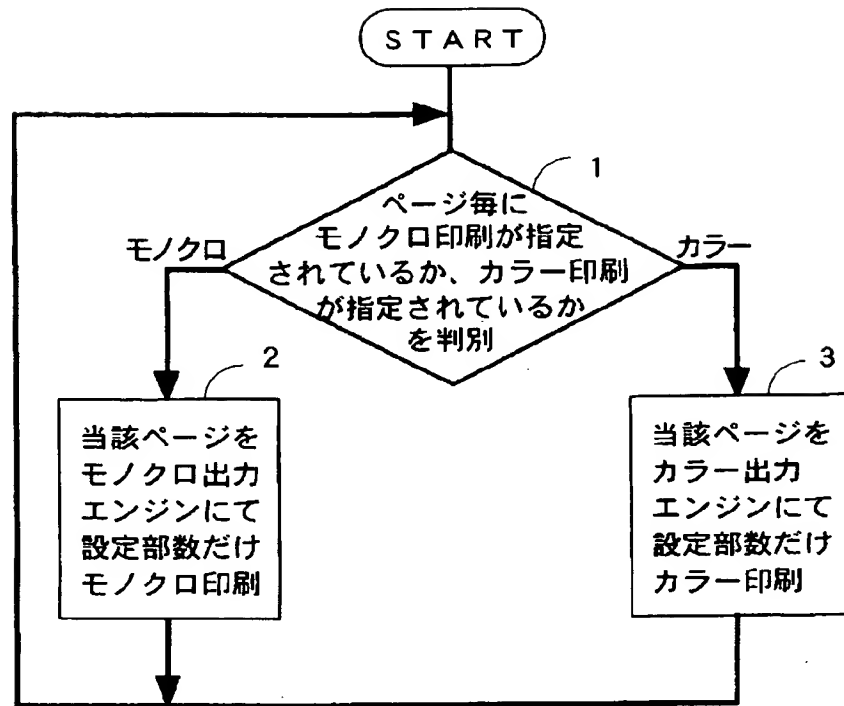 START
1
ページ毎に
モノクロ印刷が指定
されているか、カラー印刷
が指定されているか
を判別
モノクロ
カラー
2
当該ページを
モノクロ出力
エンジンにて
設定部数だけ
モノクロ印刷
3
当該ページを
カラー出力
エンジンにて
設定部数だけ
カラー印刷